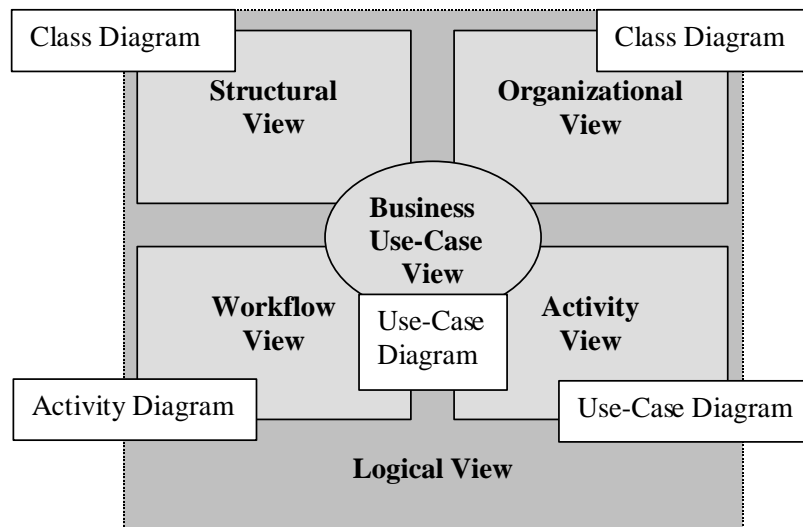 Class Diagram
Class Diagram
Structural
View
Organizational
View
Business
Use-Case
View
Workflow
View
Use-Case
Diagram
Activity
View
Activity Diagram
Use-Case Diagram
Logical View